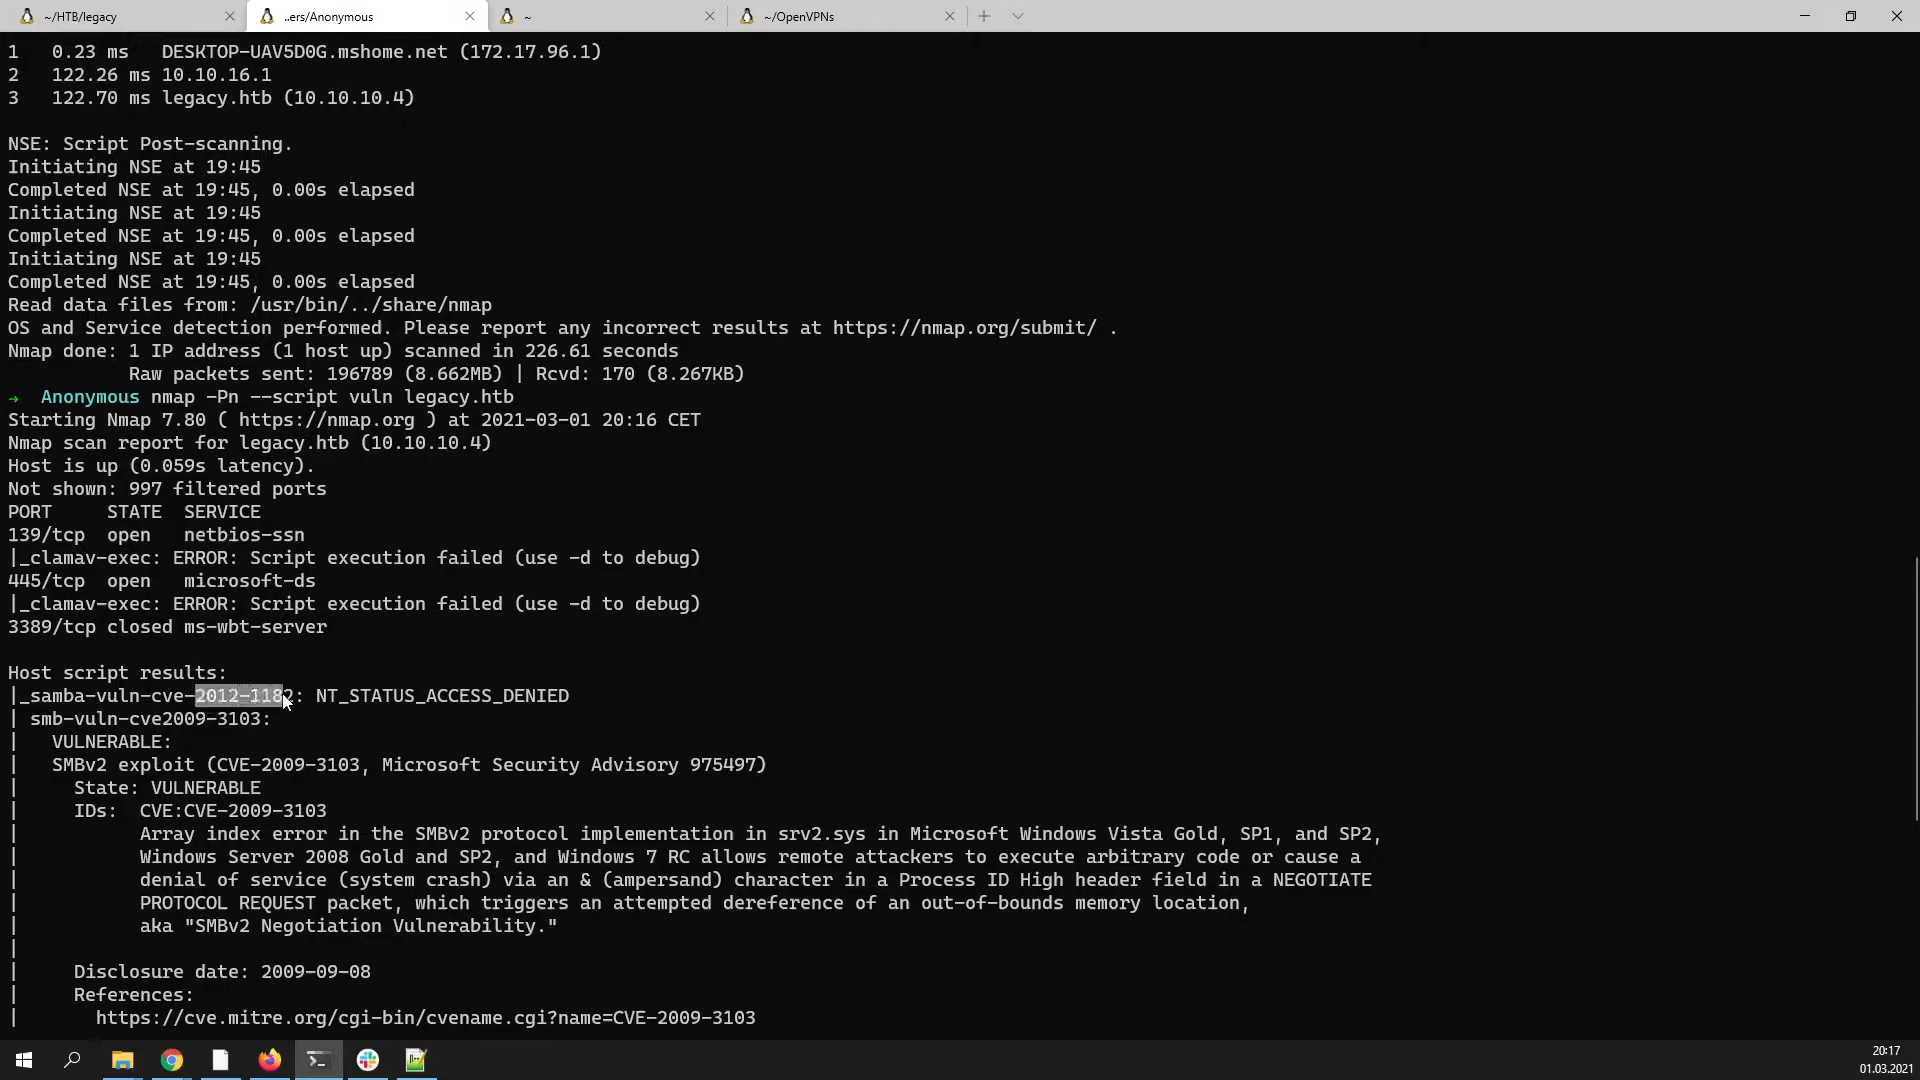 ~/HTB/legacy
..ers/Anonymous
~
~/OpenVPNs
1   0.23 ms   DESKTOP-UAV5D0G.mshome.net (172.17.96.1)
2   122.26 ms 10.10.16.1
3   122.70 ms legacy.htb (10.10.10.4)
NSE: Script Post-scanning.
Initiating NSE at 19:45
Completed NSE at 19:45, 0.00s elapsed
Initiating NSE at 19:45
Completed NSE at 19:45, 0.00s elapsed
Initiating NSE at 19:45
Completed NSE at 19:45, 0.00s elapsed
Read data files from: /usr/bin/../share/nmap
OS and Service detection performed. Please report any incorrect results at https://nmap.org/submit/ .
Nmap done: 1 IP address (1 host up) scanned in 226.61 seconds
           Raw packets sent: 196789 (8.662MB) | Rcvd: 170 (8.267KB)
→  Anonymous nmap -Pn --script vuln legacy.htb
Starting Nmap 7.80 ( https://nmap.org ) at 2021-03-01 20:16 CET
Nmap scan report for legacy.htb (10.10.10.4)
Host is up (0.059s latency).
Not shown: 997 filtered ports
PORT     STATE  SERVICE
139/tcp  open   netbios-ssn
|_clamav-exec: ERROR: Script execution failed (use -d to debug)
445/tcp  open   microsoft-ds
|_clamav-exec: ERROR: Script execution failed (use -d to debug)
3389/tcp closed ms-wbt-server
Host script results:
|_samba-vuln-cve-2012-1182: NT_STATUS_ACCESS_DENIED
| smb-vuln-cve2009-3103:
|   VULNERABLE:
|   SMBv2 exploit (CVE-2009-3103, Microsoft Security Advisory 975497)
|     State: VULNERABLE
|     IDs:  CVE:CVE-2009-3103
|           Array index error in the SMBv2 protocol implementation in srv2.sys in Microsoft Windows Vista Gold, SP1, and SP2,
|           Windows Server 2008 Gold and SP2, and Windows 7 RC allows remote attackers to execute arbitrary code or cause a
|           denial of service (system crash) via an & (ampersand) character in a Process ID High header field in a NEGOTIATE
|           PROTOCOL REQUEST packet, which triggers an attempted dereference of an out-of-bounds memory location,
|           aka "SMBv2 Negotiation Vulnerability."
|
|     Disclosure date: 2009-09-08
|     References:
|       https://cve.mitre.org/cgi-bin/cvename.cgi?name=CVE-2009-3103
20:17
01.03.2021